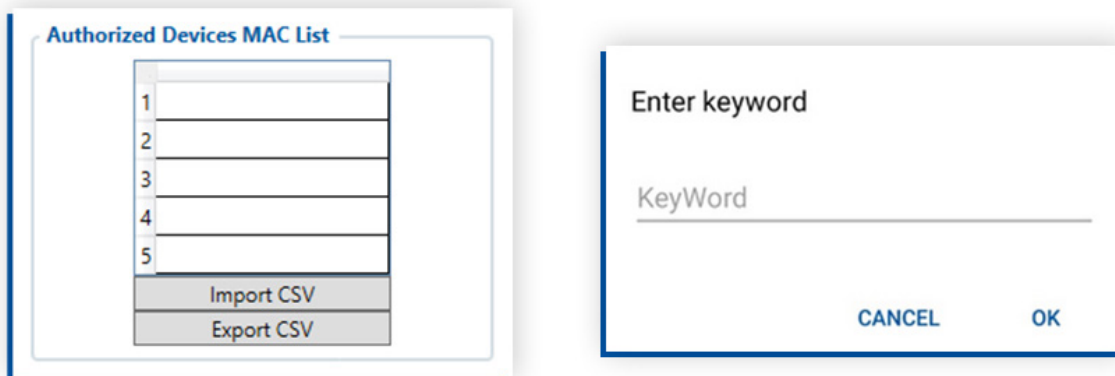 Authorized Devices MAC List
1
2
3
4
5
Import CSV
Export CSV
Enter keyword
KeyWord
CANCEL OK